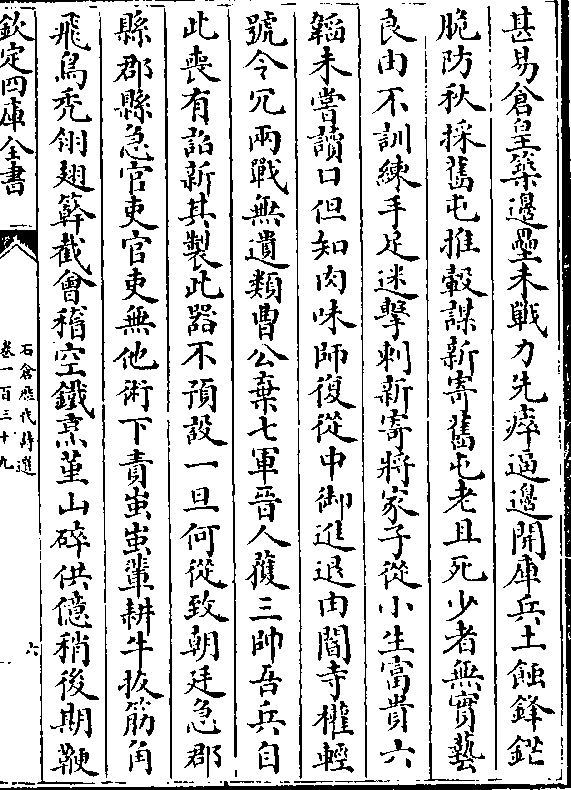 甚易倉皇築邊壘未戰力先瘁逼邊開庫兵土蝕鋒鋩
脆防秋採舊屯推轂謀新寄舊屯老且死少者無實藝
良由不訓練手足迷擊刺新寄將家子從小生富貴六
韜未嘗讀口但知肉味師復從中御進退由閽寺權輕
號令冗兩戰無遺類曹公棄七軍晉人獲三帥吾兵自
此喪有詔新其製此器不預設一旦何從致朝廷急郡
縣郡縣急官吏官吏無他術下責蚩蚩輩耕牛拔筋角
飛鳥禿翎翅簳截會稽空鐵烹堇山碎供億稍後期鞭
欽定四庫全書
石倉歷代詩選
卷一百三十九
六